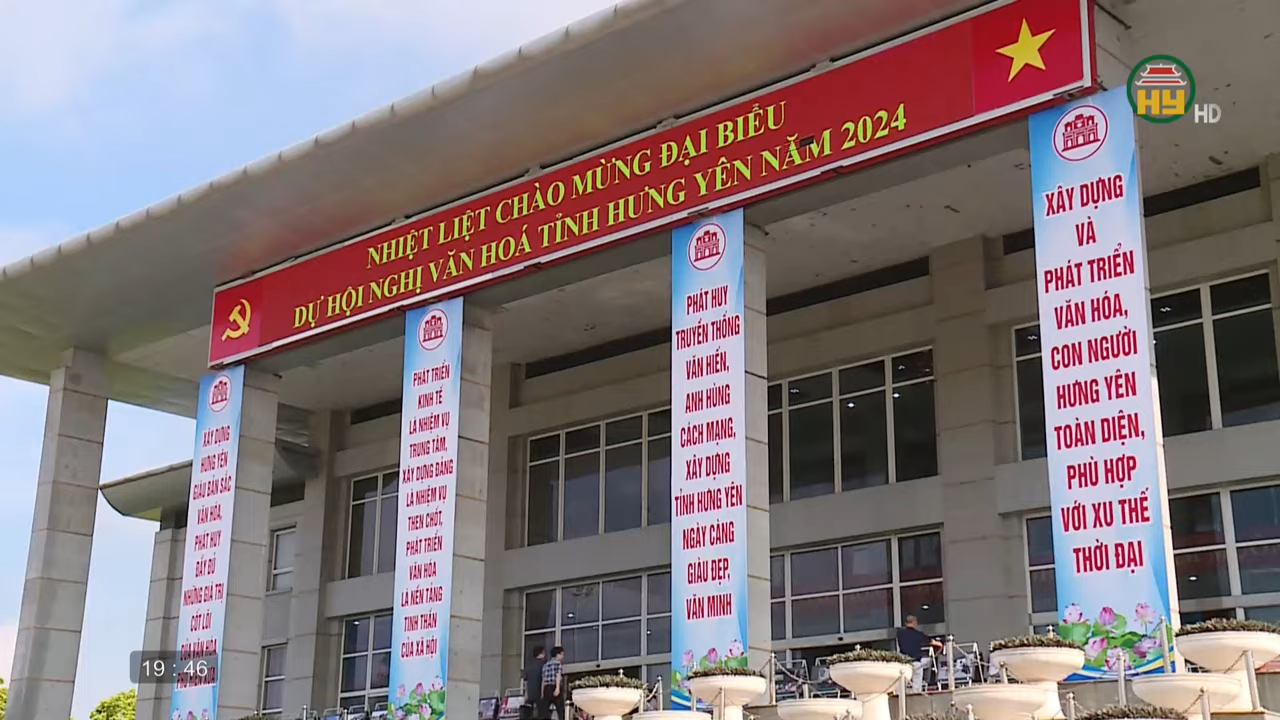 HY HD
NHIỆT LIỆT CHÀO MỪNG ĐẠI BIỂU
DỰ HỘI NGHỊ VĂN HOÁ TỈNH HƯNG YÊN NĂM 2024
XÂY DỰNG
HƯNG YÊN
GIÀU BẢN SẮC
VĂN HÓA,
PHÁT HUY
ĐẦY ĐỦ
NHỮNG GIÁ TRỊ
CỐT LÕI
CỦA VĂN HÓA
PHÁT TRIỂN
KINH TẾ
LÀ NHIỆM VỤ
TRUNG TÂM,
XÂY DỰNG ĐẢNG
LÀ NHIỆM VỤ
THEN CHỐT,
PHÁT TRIỂN
VĂN HÓA
LÀ NỀN TẢNG
TINH THẦN
CỦA XÃ HỘI
PHÁT HUY
TRUYỀN THỐNG
VĂN HIẾN,
ANH HÙNG
CÁCH MẠNG,
XÂY DỰNG
TỈNH HƯNG YÊN
NGÀY CÀNG
GIÀU ĐẸP,
VĂN MINH
XÂY DỰNG
VÀ
PHÁT TRIỂN
VĂN HÓA,
CON NGƯỜI
HƯNG YÊN
TOÀN DIỆN,
PHÙ HỢP
VỚI XU THẾ
THỜI ĐẠI
19:46